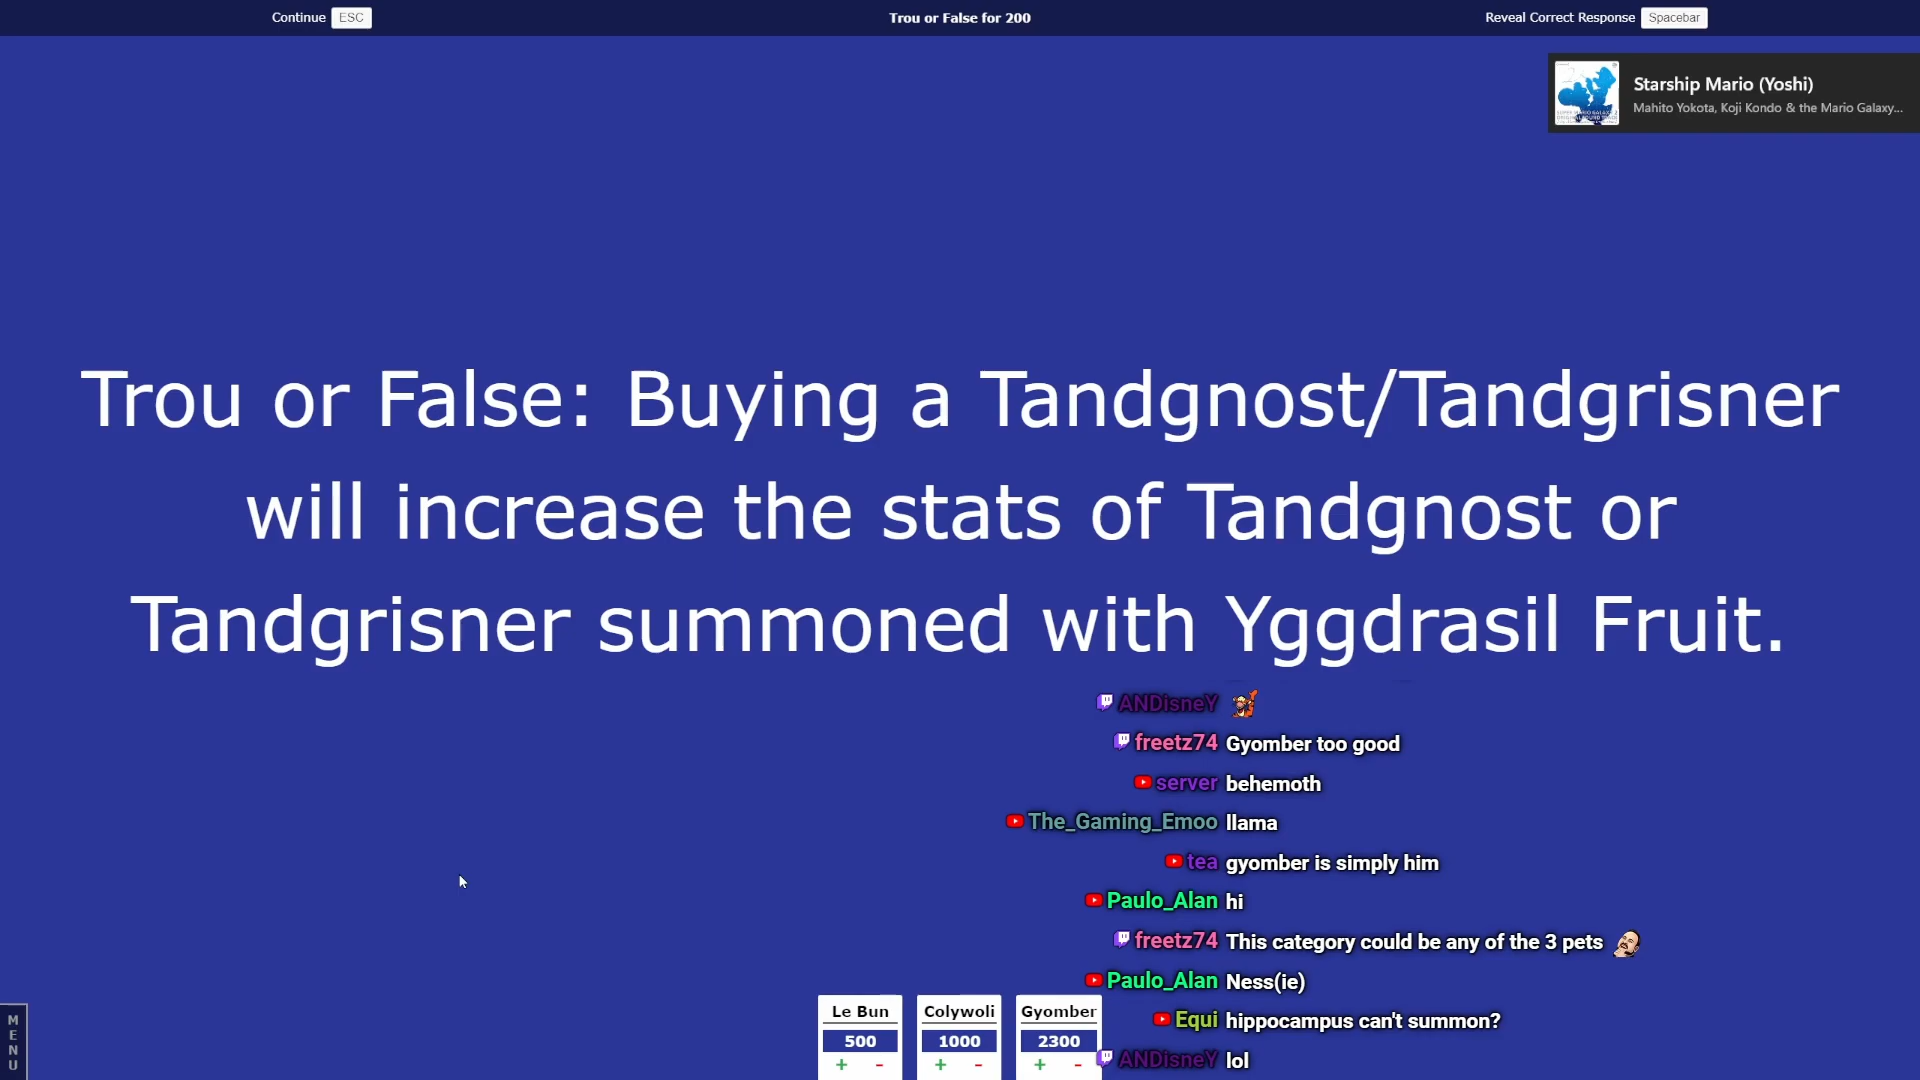 Continue ESC
Trou or False for 200
Reveal Correct Response Spacebar
Starship Mario (Yoshi)
Mahito Yokota, Koji Kondo & the Mario Galaxy...
Trou or False: Buying a Tandgnost/Tandgrisner
will increase the stats of Tandgnost or
Tandgrisner summoned with Yggdrasil Fruit.
ANDisneY
freetz74 Gyomber too good
server behemoth
The_Gaming_Emoo llama
tea gyomber is simply him
Paulo_Alan hi
freetz74 This category could be any of the 3 pets
Paulo_Alan Ness(ie)
Equi hippocampus can't summon?
ANDisneY lol
Le Bun
500
+ -
Colywoli
1000
+ -
Gyomber
2300
+ -
MENU